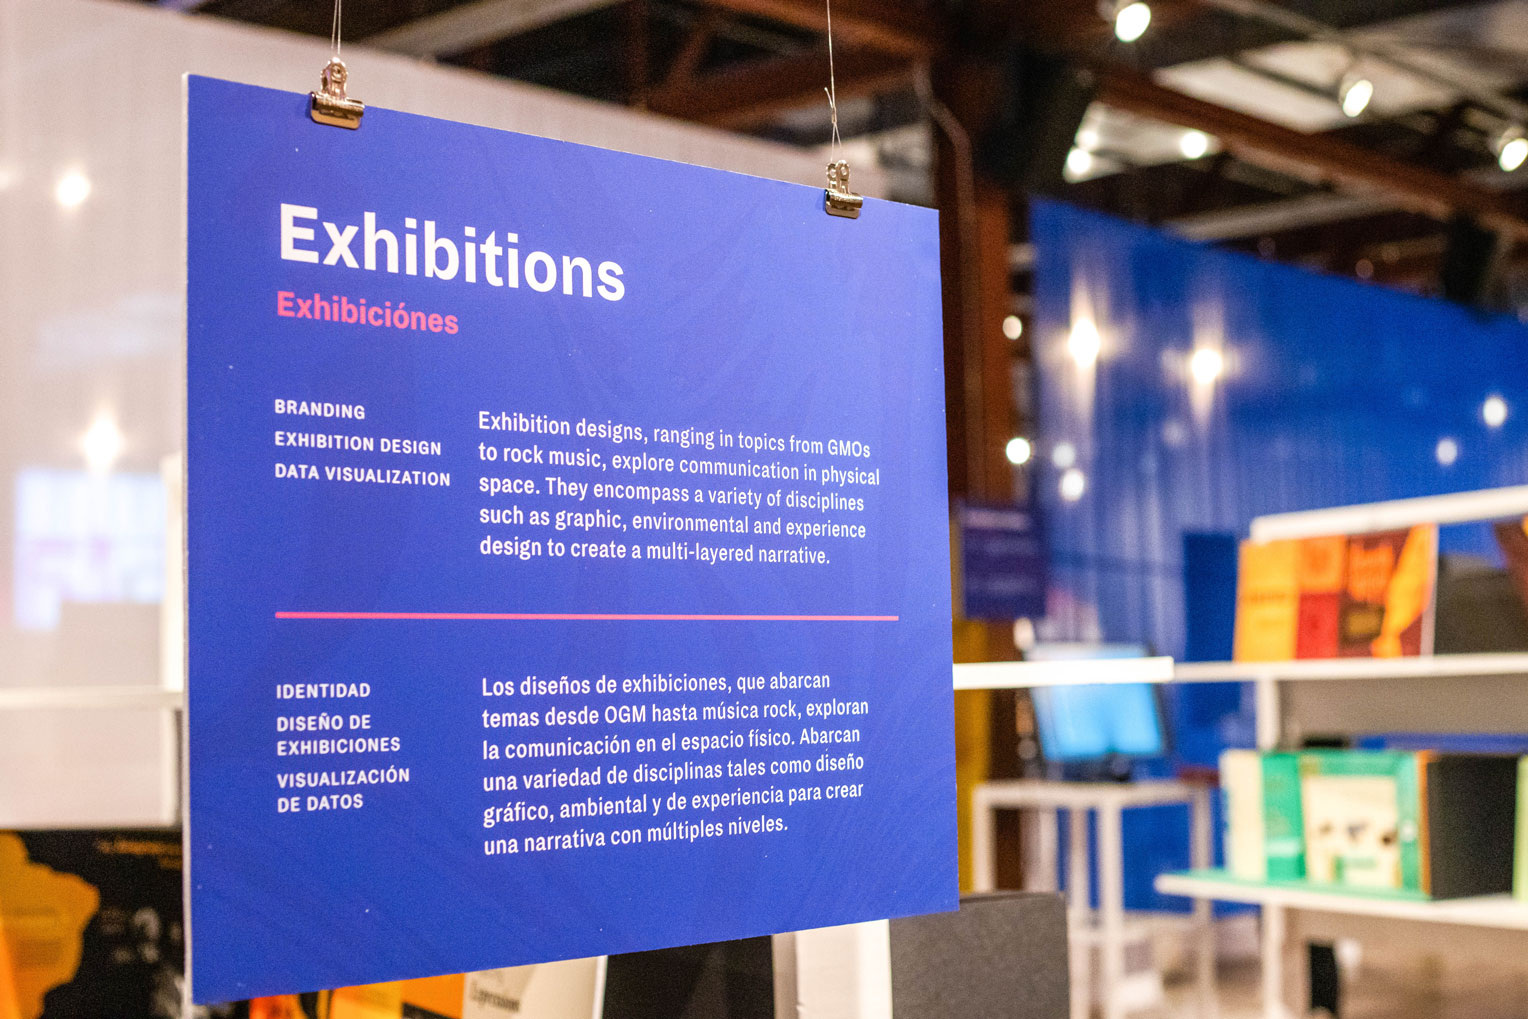 Exhibitions
Exhibiciónes
BRANDING
EXHIBITION DESIGN
DATA VISUALIZATION
Exhibition designs, ranging in topics from GMOs
to rock music, explore communication in physical
space. They encompass a variety of disciplines
such as graphic, environmental and experience
design to create a multi-layered narrative.
IDENTIDAD
DISEÑO DE
EXHIBICIONES
VISUALIZACIÓN
DE DATOS
Los diseños de exhibiciones, que abarcan
temas desde OGM hasta música rock, exploran
la comunicación en el espacio físico. Abarcan
una variedad de disciplinas tales como diseño
gráfico, ambiental y de experiencia para crear
una narrativa con múltiples niveles.